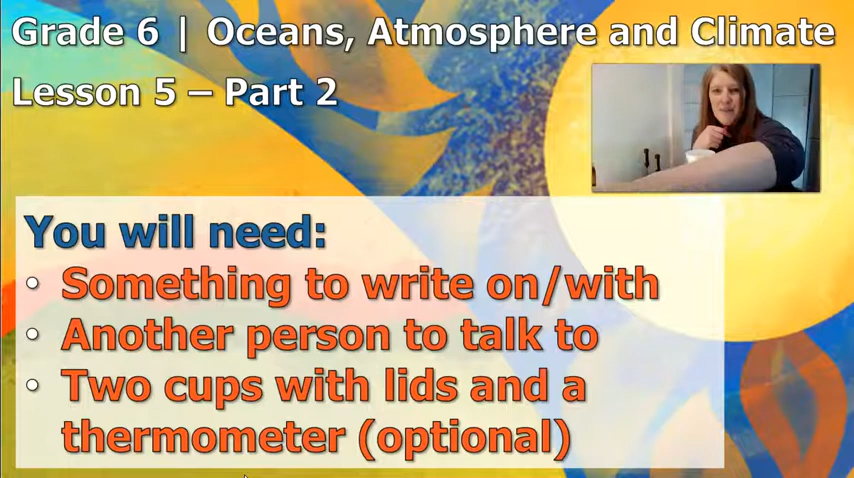 Grade 6 | Oceans, Atmosphere and Climate
Lesson 5 – Part 2
You will need:
• Something to write on/with
• Another person to talk to
• Two cups with lids and a
thermometer (optional)